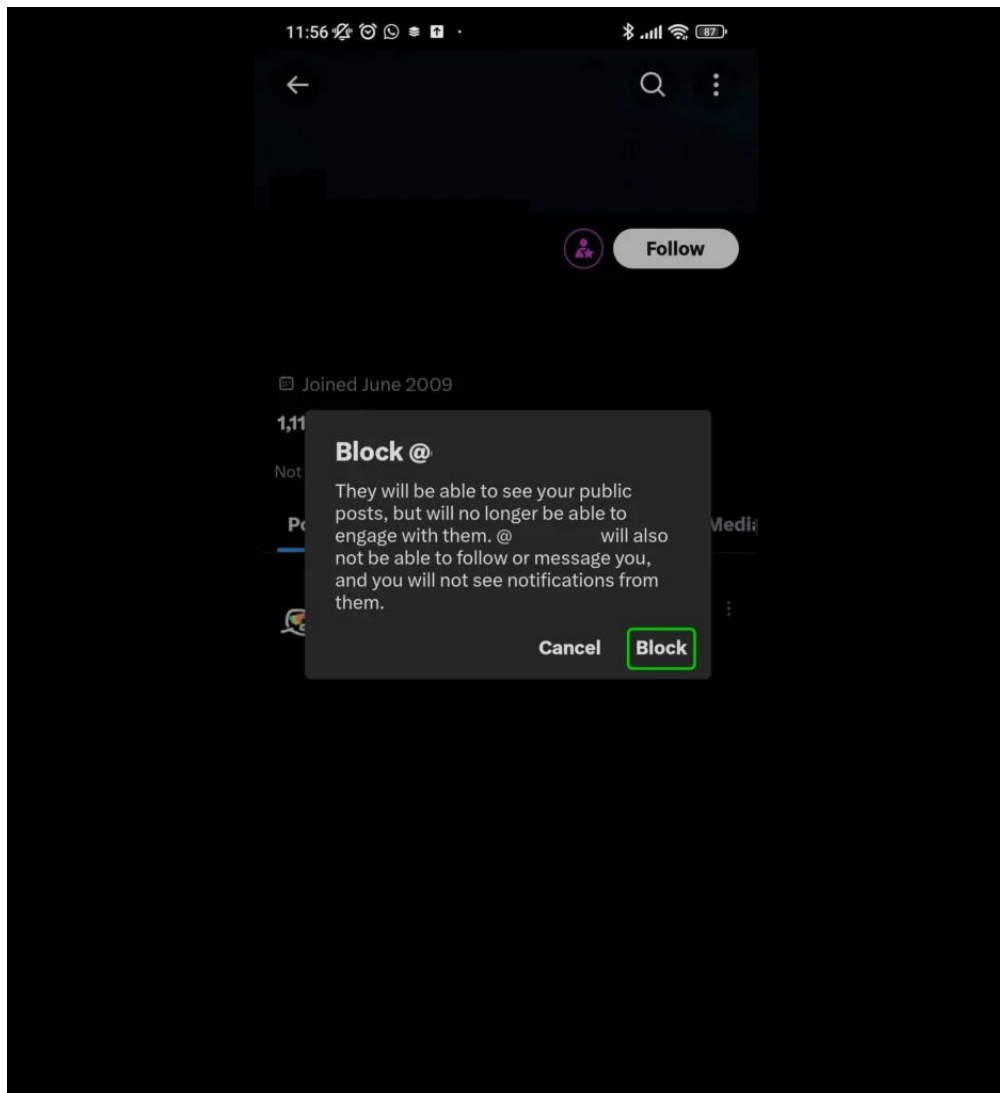 11:56
87
Follow
Joined June 2009
1,11
Not
Block @
They will be able to see your public
posts, but will no longer be able to
engage with them. @ will also
not be able to follow or message you,
and you will not see notifications from
them.
Po
Media
Cancel Block